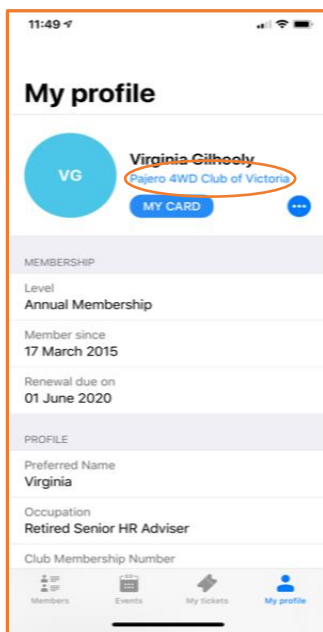 11:49
My profile
VG
Virginia Gilhooly
Pajero 4WD Club of Victoria
MY CARD
MEMBERSHIP
Level
Annual Membership
Member since
17 March 2015
Renewal due on
01 June 2020
PROFILE
Preferred Name
Virginia
Occupation
Retired Senior HR Adviser
Club Membership Number
Members Events My tickets My profile